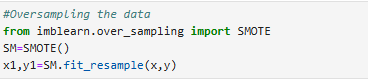 #Oversampling the data
from imblearn.over_sampling import SMOTE
SM=SMOTE()
x1,y1=SM.fit_resample(x,y)